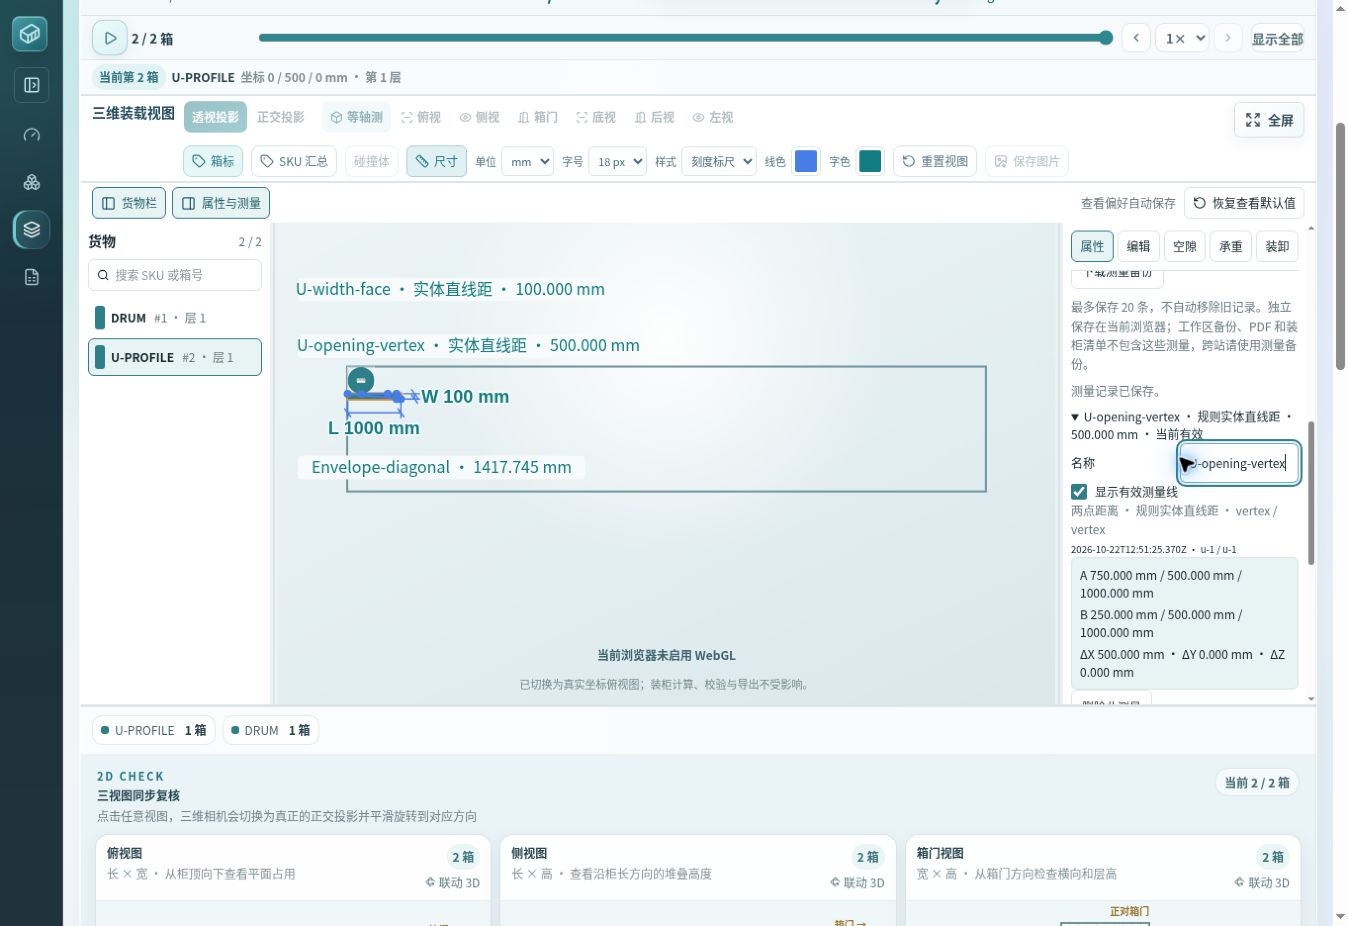 2 / 2 箱
1×
显示全部
当前第 2 箱 U-PROFILE 坐标 0 / 500 / 0 mm · 第 1 层
三维装载视图 透视投影 正交投影 等轴测 俯视 侧视 箱门 底视 后视 左视
全屏
箱标 SKU 汇总 碰撞体 尺寸 单位 mm 字号 18 px 样式 刻度标尺 线色 字色 重置视图 保存图片
货物栏 属性与测量
查看偏好自动保存 恢复查看默认值
货物 2 / 2
搜索 SKU 或箱号
DRUM #1 · 层 1
U-PROFILE #2 · 层 1
U-width-face · 实体直线距 · 100.000 mm
U-opening-vertex · 实体直线距 · 500.000 mm
W 100 mm
L 1000 mm
Envelope-diagonal · 1417.745 mm
当前浏览器未启用 WebGL
已切换为真实坐标俯视图；装柜计算、校验与导出不受影响。
属性 编辑 空隙 承重 装卸
下载测量备份
最多保存 20 条，不自动移除旧记录。独立
保存在当前浏览器；工作区备份、PDF 和装
柜清单不包含这些测量，跨站请使用测量备
份。
测量记录已保存。
▼ U-opening-vertex · 规则实体直线距 ·
500.000 mm · 当前有效
名称
U-opening-vertex
显示有效测量线
两点距离 · 规则实体直线距 · vertex /
vertex
2026-10-22T12:51:25.370Z · u-1 / u-1
A 750.000 mm / 500.000 mm /
1000.000 mm
B 250.000 mm / 500.000 mm /
1000.000 mm
ΔX 500.000 mm · ΔY 0.000 mm · ΔZ
0.000 mm
U-PROFILE 1 箱
DRUM 1 箱
2D CHECK
三视图同步复核
点击任意视图，三维相机会切换为真正的正交投影并平滑旋转到对应方向
当前 2 / 2 箱
俯视图
2 箱
长 × 宽 · 从柜顶向下查看平面占用
联动 3D
侧视图
2 箱
长 × 高 · 查看沿柜长方向的堆叠高度
联动 3D
箱门 →
箱门视图
2 箱
宽 × 高 · 从箱门方向检查横向和层高
联动 3D
正对箱门